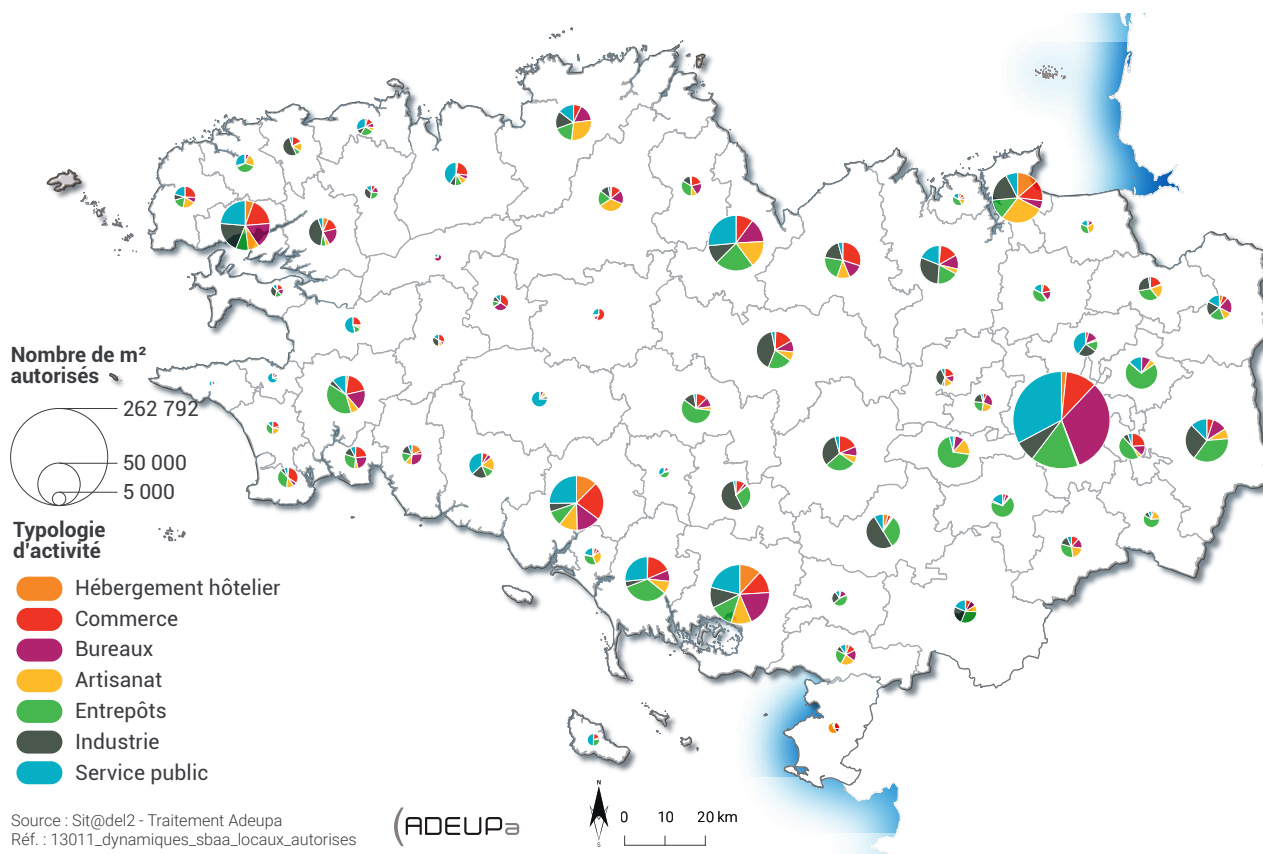 Nombre de m²
autorisés
262 792
50 000
5 000
Typologie
d'activité
Hébergement hôtelier
Commerce
Bureaux
Artisanat
Entrepôts
Industrie
Service public
Source : Sit@del2 - Traitement Adeupa
Réf. : 13011_dynamiques_sbaa_locaux_autorises
(ADEUPa
N
S
0 10 20 km